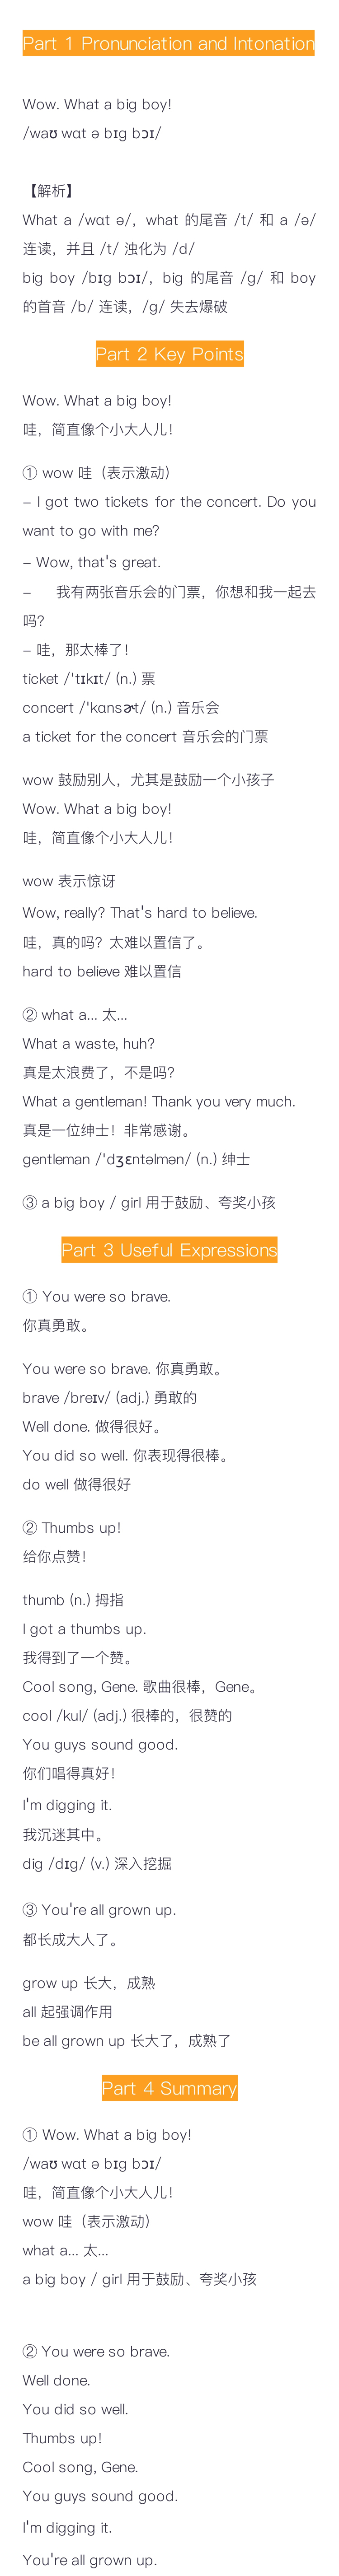 Part 1 Pronunciation and Intonation
Wow. What a big boy!
/waʊ wɑt ə bɪg bɔɪ/
【解析】
What a /wɑt ə/，what 的尾音 /t/ 和 a /ə/
连读，并且 /t/ 浊化为 /d/
big boy /bɪg bɔɪ/，big 的尾音 /g/ 和 boy
的首音 /b/ 连读，/g/ 失去爆破
Part 2 Key Points
Wow. What a big boy!
哇，简直像个小大人儿！
① wow 哇（表示激动）
- I got two tickets for the concert. Do you
want to go with me?
- Wow, that's great.
- 我有两张音乐会的门票，你想和我一起去
吗？
- 哇，那太棒了！
ticket /ˈtɪkɪt/ (n.) 票
concert /ˈkɑnsɚt/ (n.) 音乐会
a ticket for the concert 音乐会的门票
wow 鼓励别人，尤其是鼓励一个小孩子
Wow. What a big boy!
哇，简直像个小大人儿！
wow 表示惊讶
Wow, really? That's hard to believe.
哇，真的吗？太难以置信了。
hard to believe 难以置信
② what a... 太...
What a waste, huh?
真是太浪费了，不是吗？
What a gentleman! Thank you very much.
真是一位绅士！非常感谢。
gentleman /ˈdʒɛntəlmən/ (n.) 绅士
③ a big boy / girl 用于鼓励、夸奖小孩
Part 3 Useful Expressions
① You were so brave.
你真勇敢。
You were so brave. 你真勇敢。
brave /breɪv/ (adj.) 勇敢的
Well done. 做得很好。
You did so well. 你表现得很棒。
do well 做得很好
② Thumbs up!
给你点赞！
thumb (n.) 拇指
I got a thumbs up.
我得到了一个赞。
Cool song, Gene. 歌曲很棒，Gene。
cool /kul/ (adj.) 很棒的，很赞的
You guys sound good.
你们唱得真好！
I'm digging it.
我沉迷其中。
dig /dɪg/ (v.) 深入挖掘
③ You're all grown up.
都长成大人了。
grow up 长大，成熟
all 起强调作用
be all grown up 长大了，成熟了
Part 4 Summary
① Wow. What a big boy!
/waʊ wɑt ə bɪg bɔɪ/
哇，简直像个小大人儿！
wow 哇（表示激动）
what a... 太...
a big boy / girl 用于鼓励、夸奖小孩
② You were so brave.
Well done.
You did so well.
Thumbs up!
Cool song, Gene.
You guys sound good.
I'm digging it.
You're all grown up.